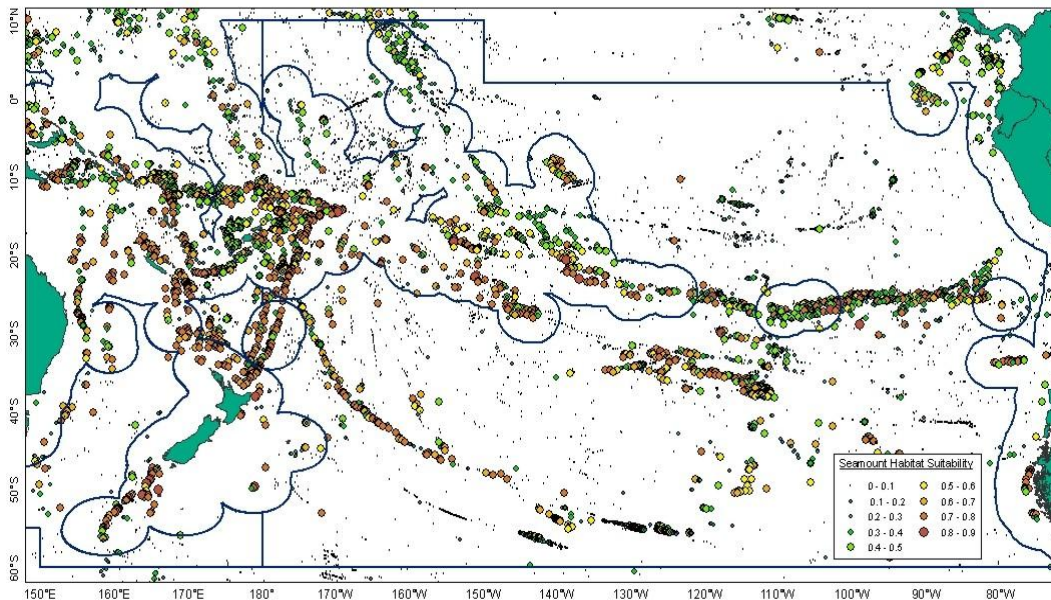 10°N
0°
10°S
20°S
30°S
40°S
50°S
60°S
Seamount Habitat Suitability
0 - 0.1
0.1 - 0.2
0.2 - 0.3
0.3 - 0.4
0.4 - 0.5
0.5 - 0.6
0.6 - 0.7
0.7 - 0.8
0.8 - 0.9
150°E 160°E 170°E 180° 170°W 160°W 150°W 140°W 130°W 120°W 110°W 100°W 90°W 80°W